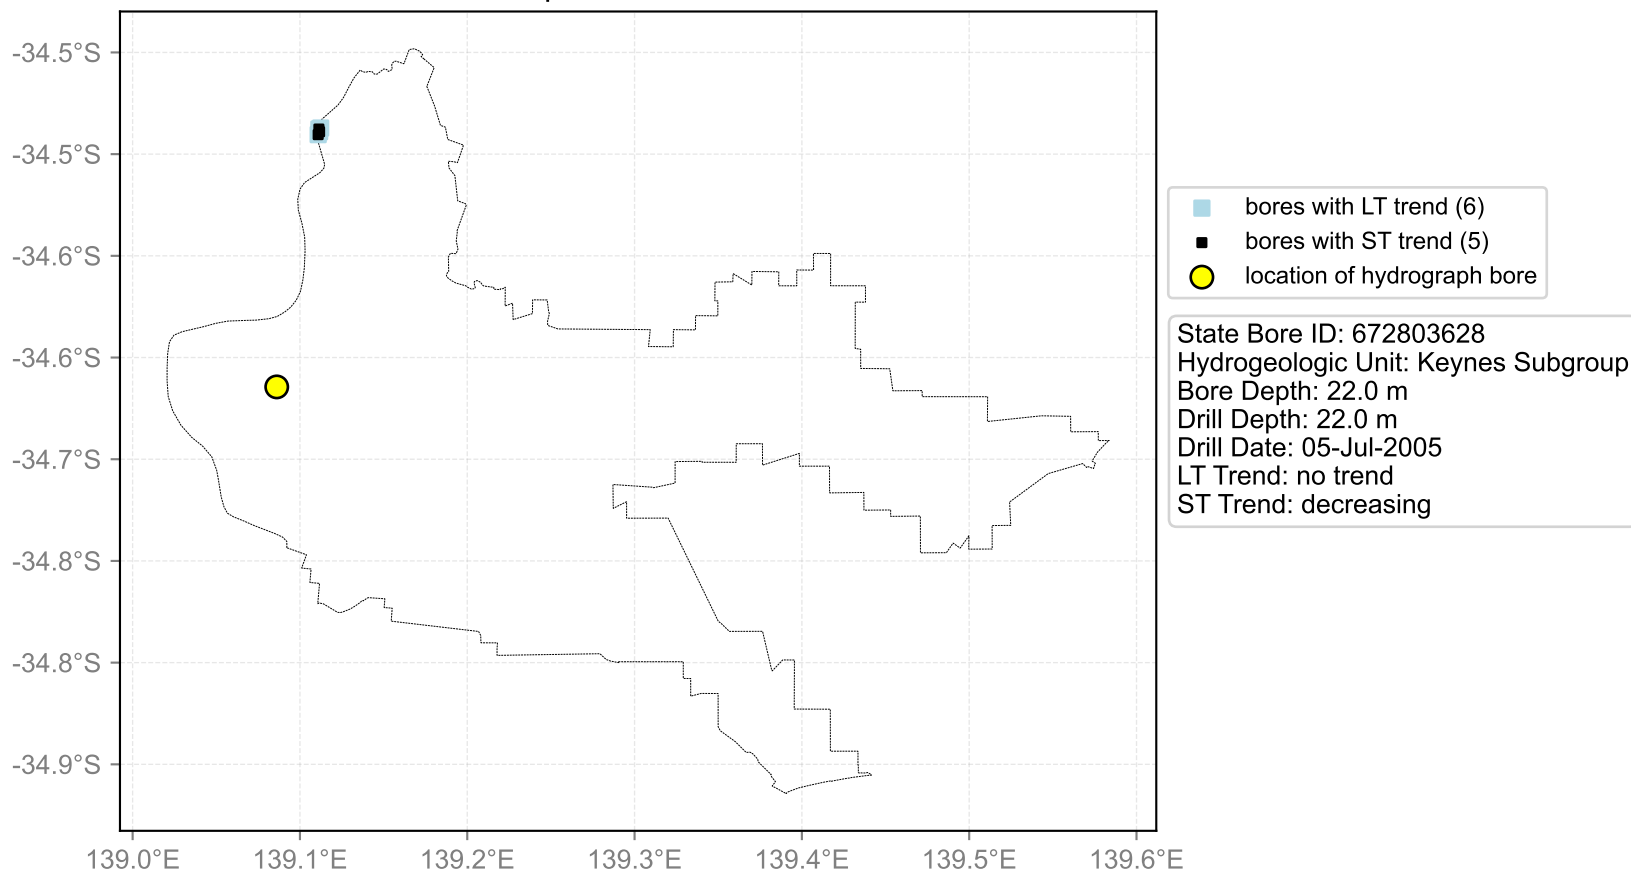 -34.5°S
-34.5°S
-34.6°S
-34.6°S
-34.7°S
-34.8°S
-34.8°S
-34.9°S
139.0°E 139.1°E 139.2°E 139.3°E 139.4°E 139.5°E 139.6°E
bores with LT trend (6)
bores with ST trend (5)
location of hydrograph bore
State Bore ID: 672803628
Hydrogeologic Unit: Keynes Subgroup
Bore Depth: 22.0 m
Drill Depth: 22.0 m
Drill Date: 05-Jul-2005
LT Trend: no trend
ST Trend: decreasing